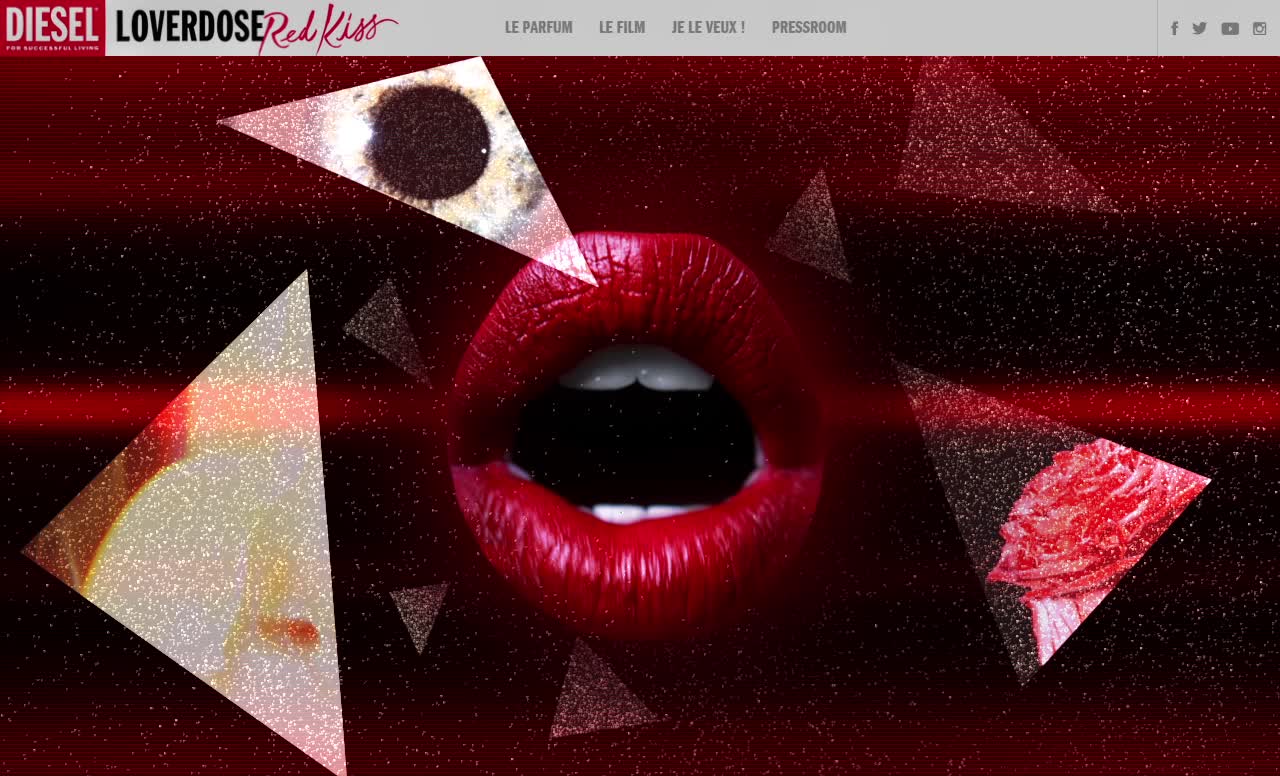 DIESEL
FOR SUCCESSFUL LIVING
LOVERDOSE Red Kiss
LE PARFUM
LE FILM
JE LE VEUX !
PRESSROOM